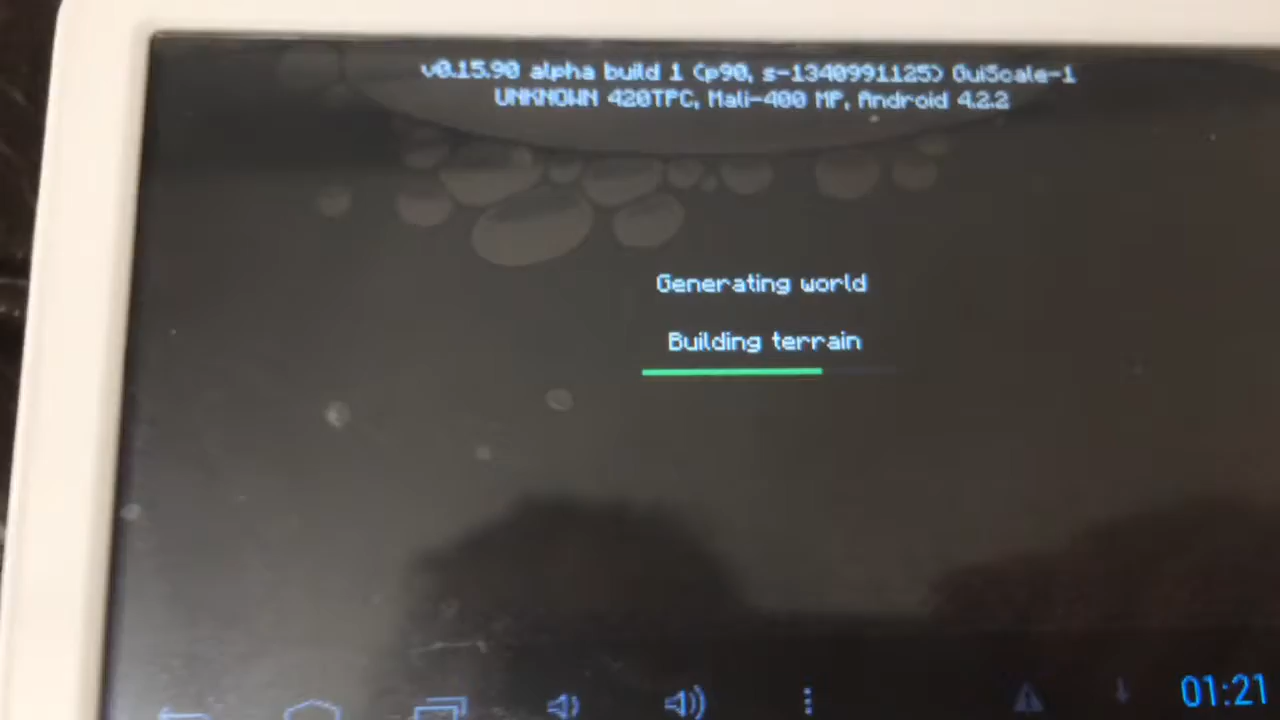 v0.15.90 alpha build 1 (p90, s-1340991125) GuiScale-1
UNKNOWN 420TPC, Mali-400 MP, Android 4.2.2
Generating world
Building terrain
01:21